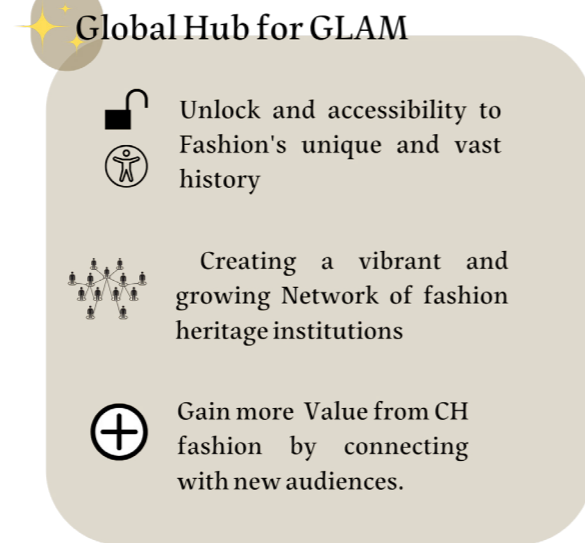 Global Hub for GLAM
Unlock and accessibility to
Fashion's unique and vast
history
Creating a vibrant and
growing Network of fashion
heritage institutions
Gain more Value from CH
fashion by connecting
with new audiences.